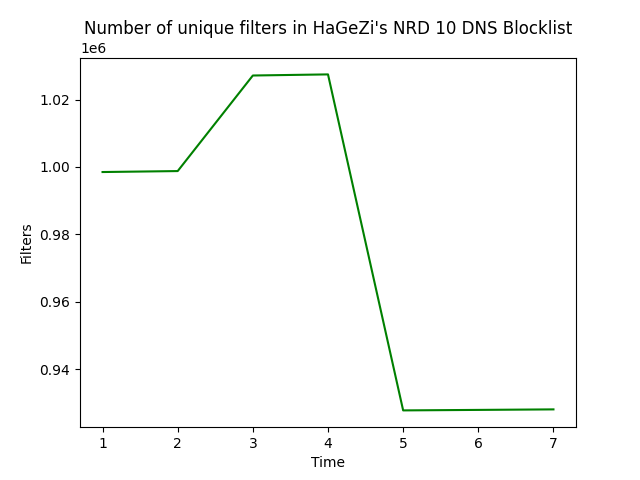 Number of unique filters in HaGeZi's NRD 10 DNS Blocklist
1e6
1.02
1.00
0.98
0.96
0.94
Filters
1 2 3 4 5 6 7
Time